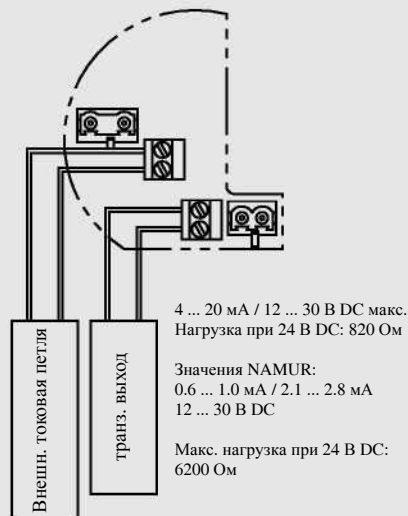 4 ... 20 мА / 12 ... 30 В DC макс.
Нагрузка при 24 В DC: 820 Ом
Значения NAMUR:
0.6 ... 1.0 мА / 2.1 ... 2.8 мА
12 ... 30 В DC
Макс. нагрузка при 24 В DC:
6200 Ом
Внешн. токовая петля
транз. выход